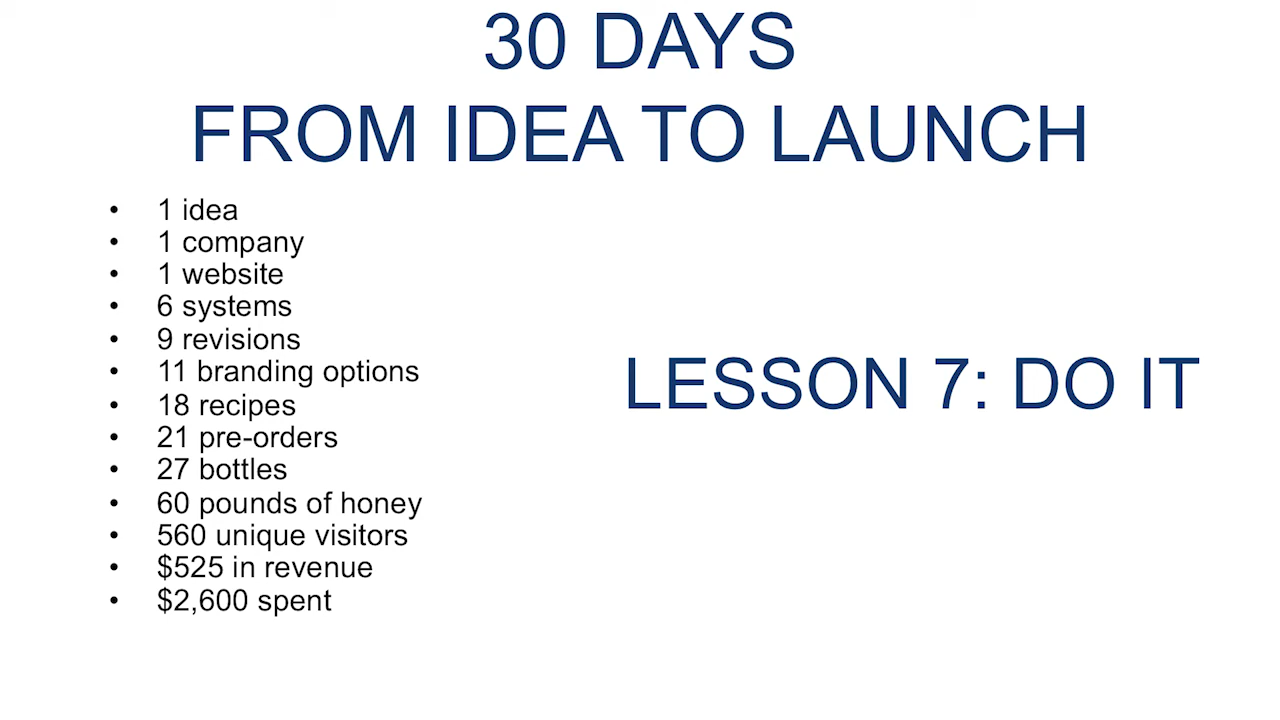 30 DAYS
FROM IDEA TO LAUNCH
• 1 idea
• 1 company
• 1 website
• 6 systems
• 9 revisions
• 11 branding options
• 18 recipes
• 21 pre-orders
• 27 bottles
• 60 pounds of honey
• 560 unique visitors
• $525 in revenue
• $2,600 spent
LESSON 7: DO IT